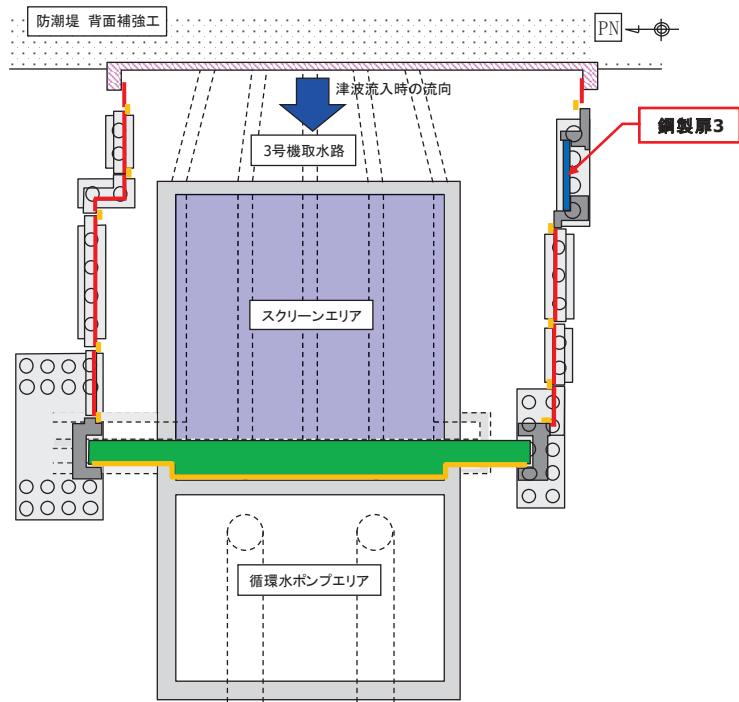 防潮堤 背面補強工
PN
津波流入時の流向
3号機取水路
鋼製扉3
スクリーンエリア
循環水ポンプエリア